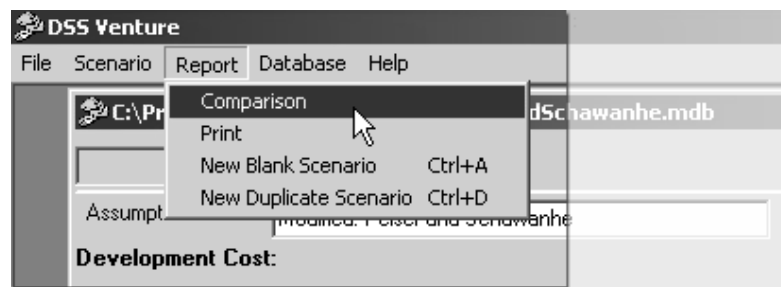 DSS Venture
File Scenario Report Database Help
Comparison
C:\Pr dSchawanhe.mdb
Print
New Blank Scenario Ctrl+A
New Duplicate Scenario Ctrl+D
Assumpt
Development Cost: